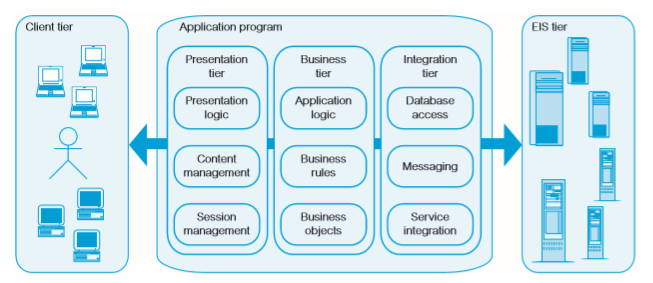 Client tier
Application program
EIS tier
Presentation
tier
Presentation
logic
Content
management
Session
management
Business
tier
Application
logic
Business
rules
Business
objects
Integration
tier
Database
access
Messaging
Service
integration